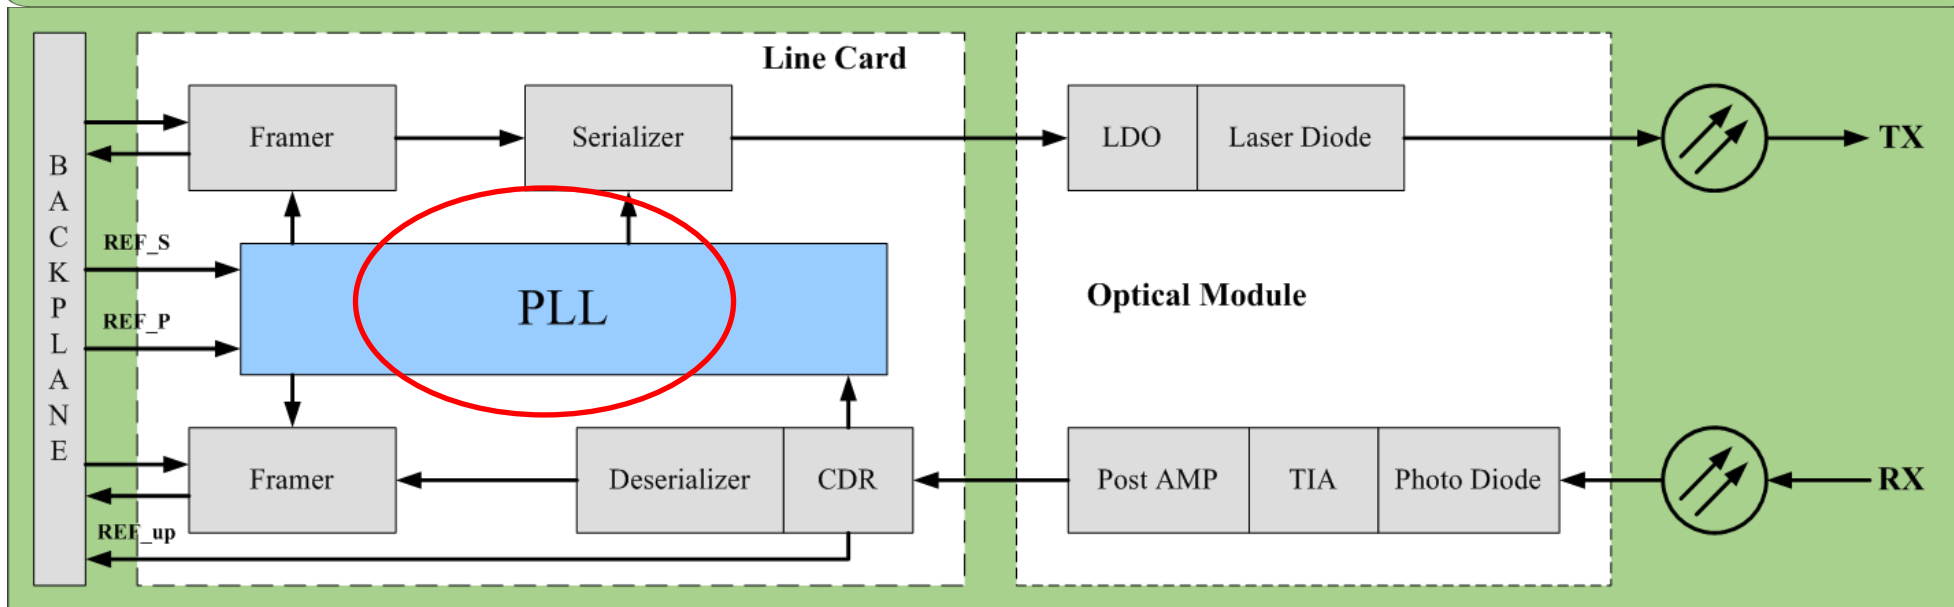 Line Card
Framer
Serializer
LDO
Laser Diode
TX
BACKPLANE
REF_S
PLL
REF_P
Optical Module
Framer
Deserializer
CDR
Post AMP
TIA
Photo Diode
RX
REF_up